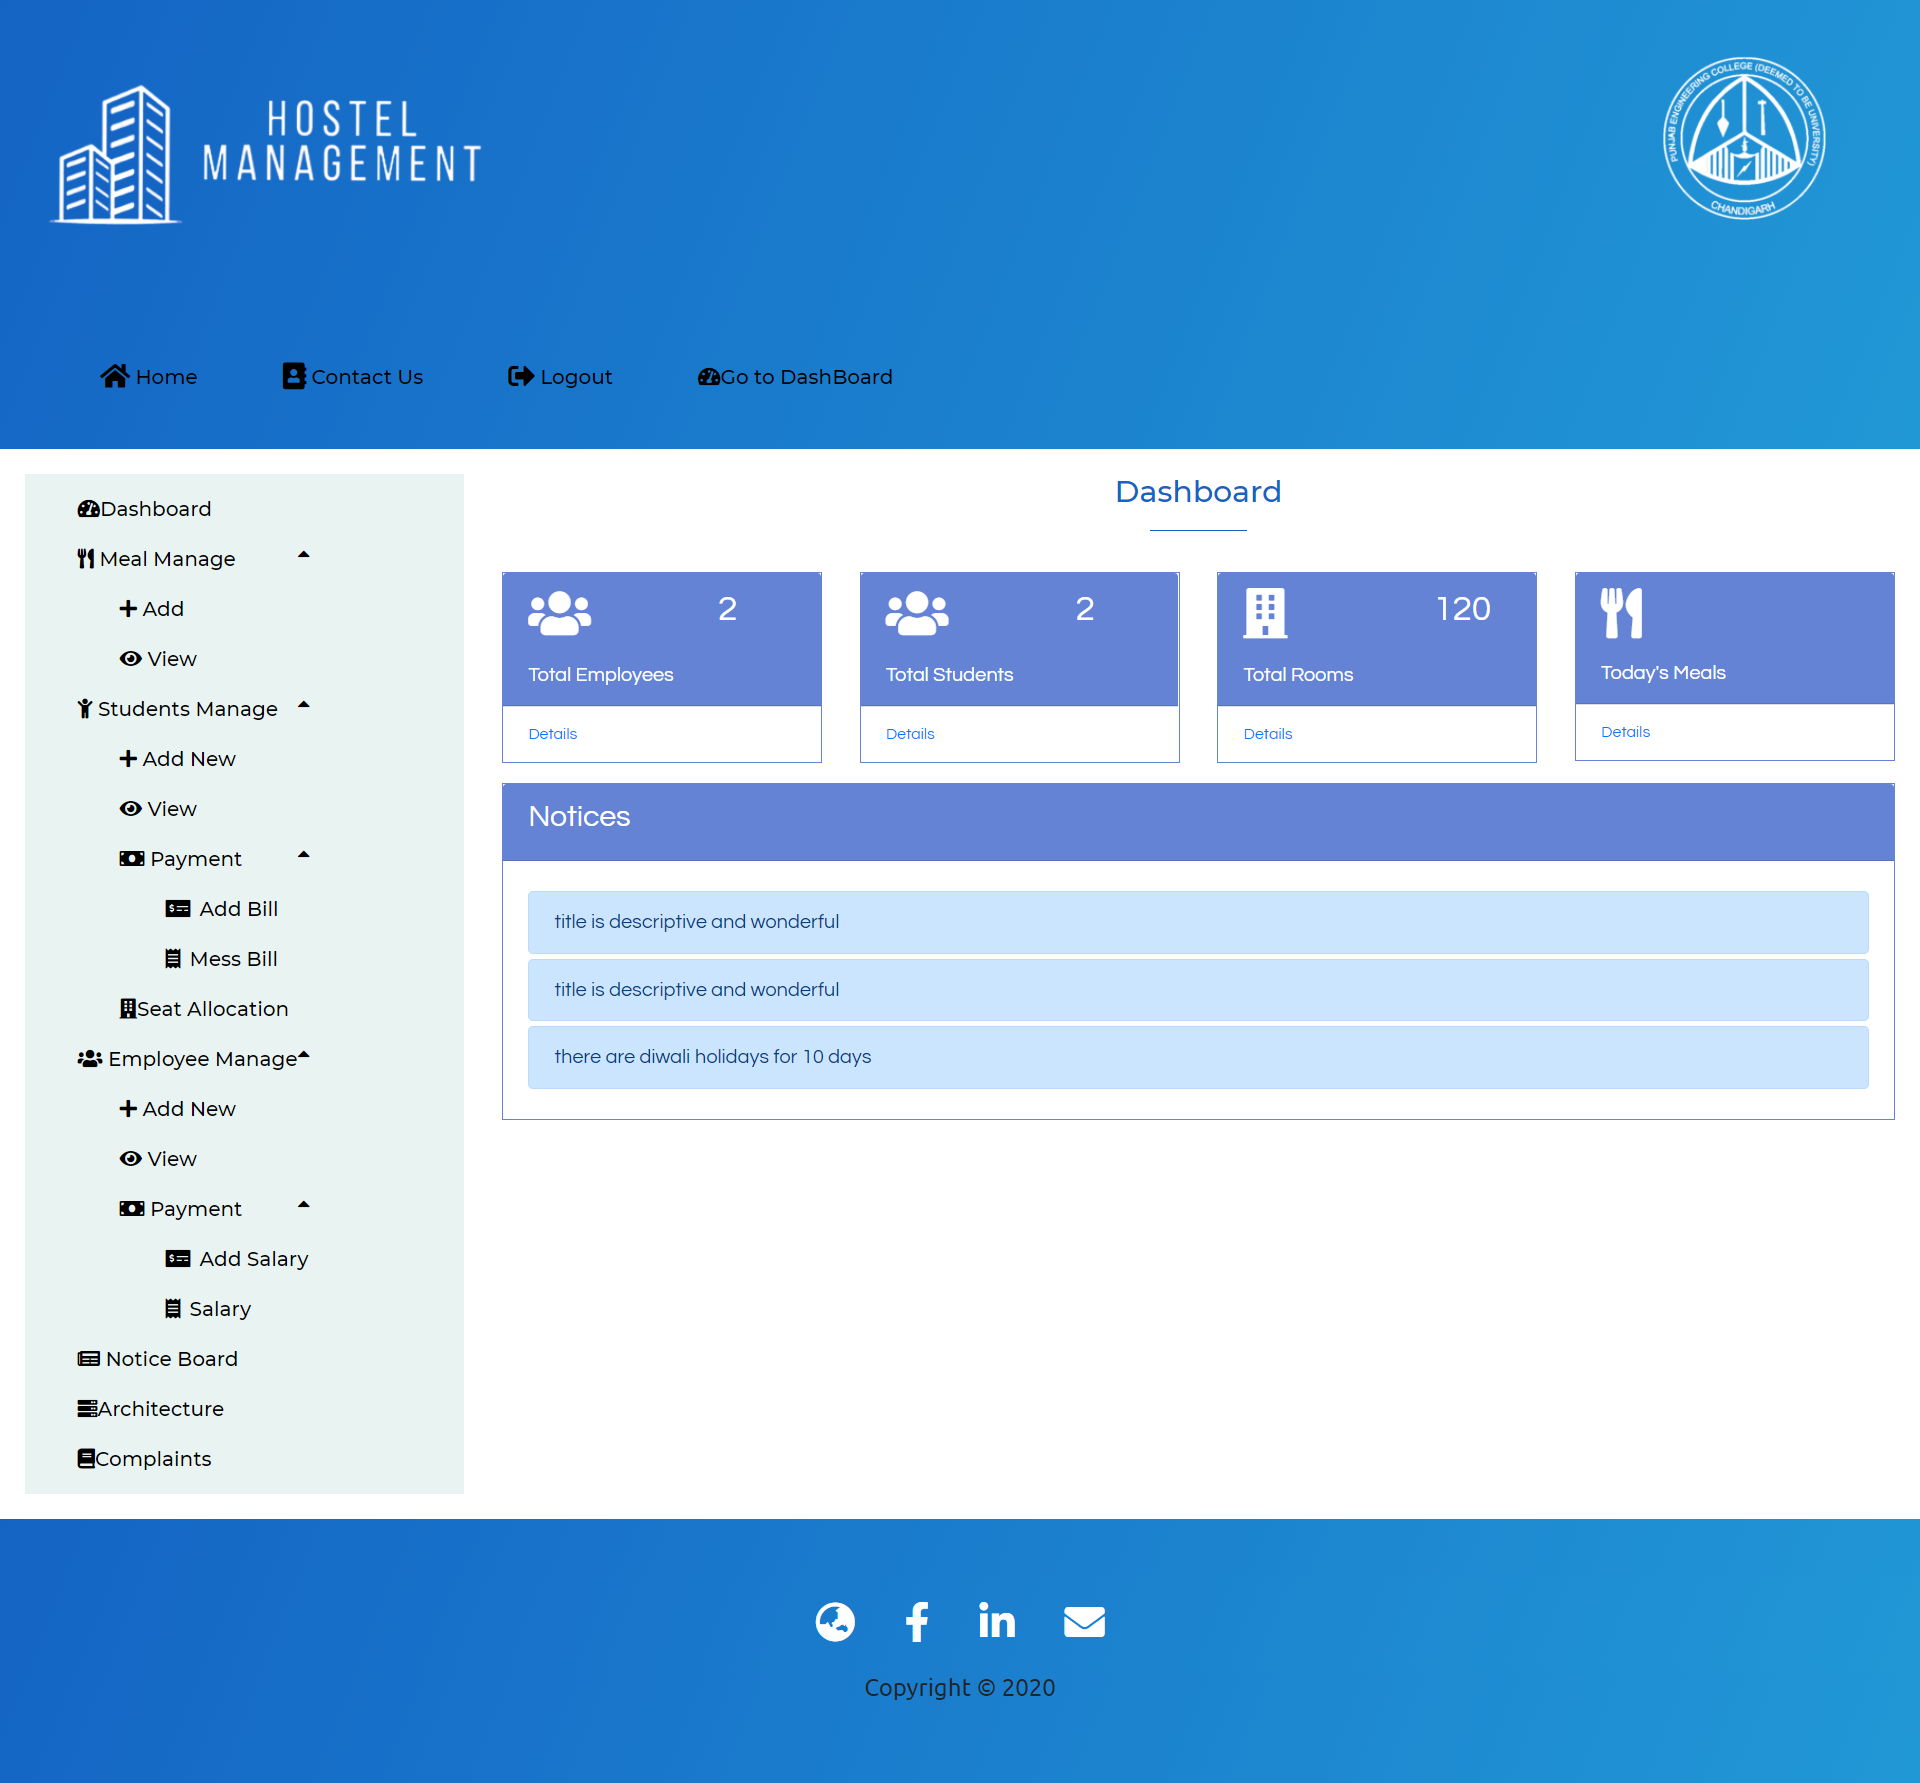 HOSTEL
MANAGEMENT
PUNJAB ENGINEERING COLLEGE (DEEMED TO BE UNIVERSITY)
CHANDIGARH
Home
Contact Us
Logout
Go to DashBoard
Dashboard
Meal Manage
Add
View
Students Manage
Add New
View
Payment
Add Bill
Mess Bill
Seat Allocation
Employee Manage
Add New
View
Payment
Add Salary
Salary
Notice Board
Architecture
Complaints
Dashboard
2
Total Employees
Details
2
Total Students
Details
120
Total Rooms
Details
Today's Meals
Details
Notices
title is descriptive and wonderful
title is descriptive and wonderful
there are diwali holidays for 10 days
Copyright © 2020